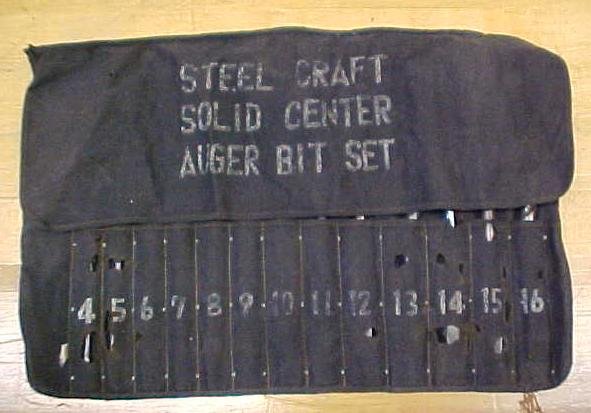 STEEL CRAFT
SOLID CENTER
AUGER BIT SET
4 5 6 7 8 9 10 11 12 13 14 15 16